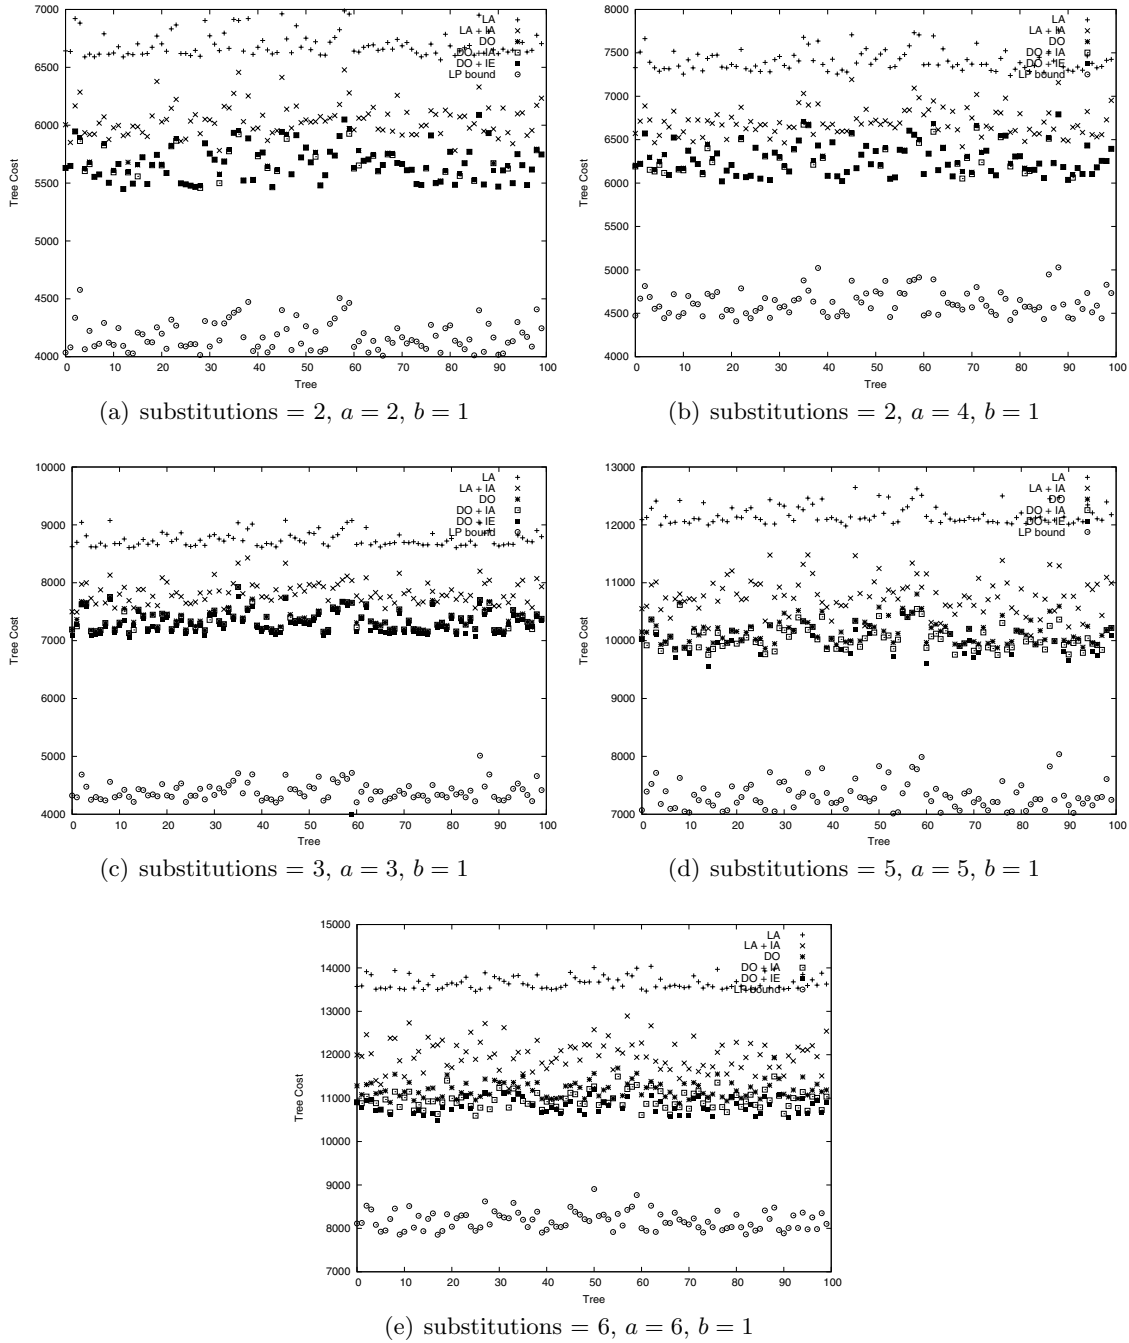 7000
6500
6000
5500
5000
4500
4000
Tree Cost
0 10 20 30 40 50 60 70 80 90 100
Tree
LA
LA + IA
DO
DO + IA
DO + IE
LP bound
(a) substitutions = 2, a = 2, b = 1
8000
7500
7000
6500
6000
5500
5000
4500
4000
Tree Cost
0 10 20 30 40 50 60 70 80 90 100
Tree
LA
LA + IA
DO
DO + IA
DO + IE
LP bound
(b) substitutions = 2, a = 4, b = 1
10000
9000
8000
7000
6000
5000
4000
Tree Cost
0 10 20 30 40 50 60 70 80 90 100
Tree
LA
LA + IA
DO
DO + IA
DO + IE
LP bound
(c) substitutions = 3, a = 3, b = 1
13000
12000
11000
10000
9000
8000
7000
Tree Cost
0 10 20 30 40 50 60 70 80 90 100
Tree
LA
LA + IA
DO
DO + IA
DO + IE
LP bound
(d) substitutions = 5, a = 5, b = 1
15000
14000
13000
12000
11000
10000
9000
8000
7000
Tree Cost
0 10 20 30 40 50 60 70 80 90 100
Tree
LA
LA + IA
DO
DO + IA
DO + IE
LP bound
(e) substitutions = 6, a = 6, b = 1